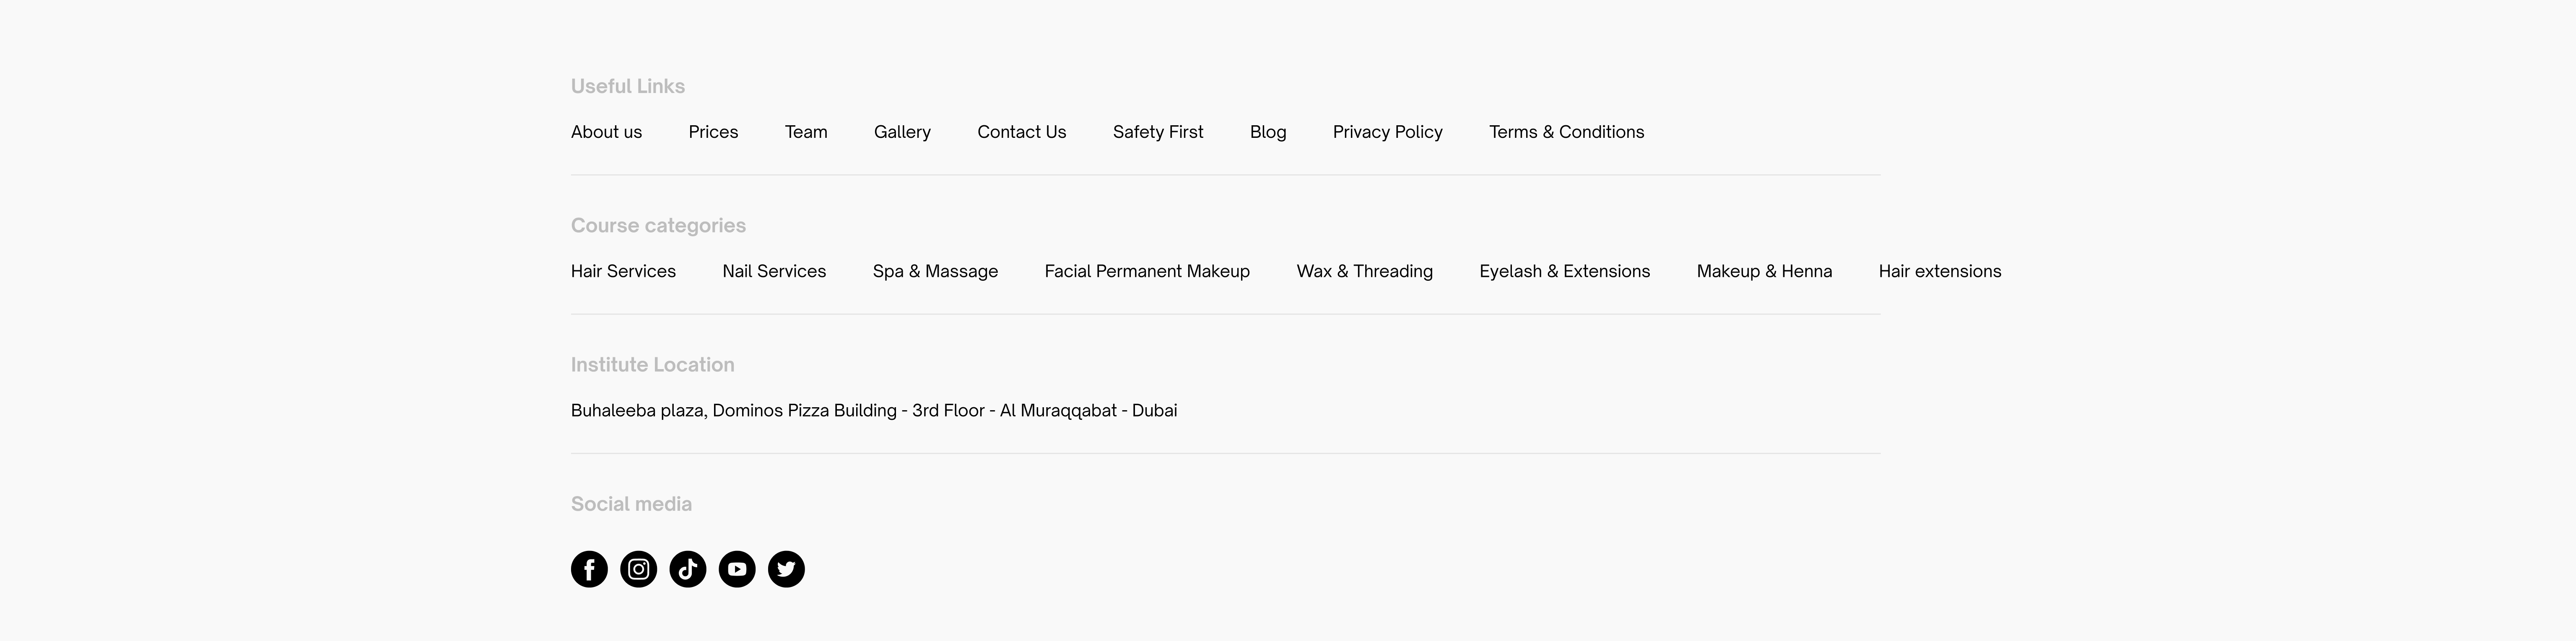 Useful Links
About us Prices Team Gallery Contact Us Safety First Blog Privacy Policy Terms & Conditions
Course categories
Hair Services Nail Services Spa & Massage Facial Permanent Makeup Wax & Threading Eyelash & Extensions Makeup & Henna Hair extensions
Institute Location
Buhaleeba plaza, Dominos Pizza Building - 3rd Floor - Al Muraqqabat - Dubai
Social media